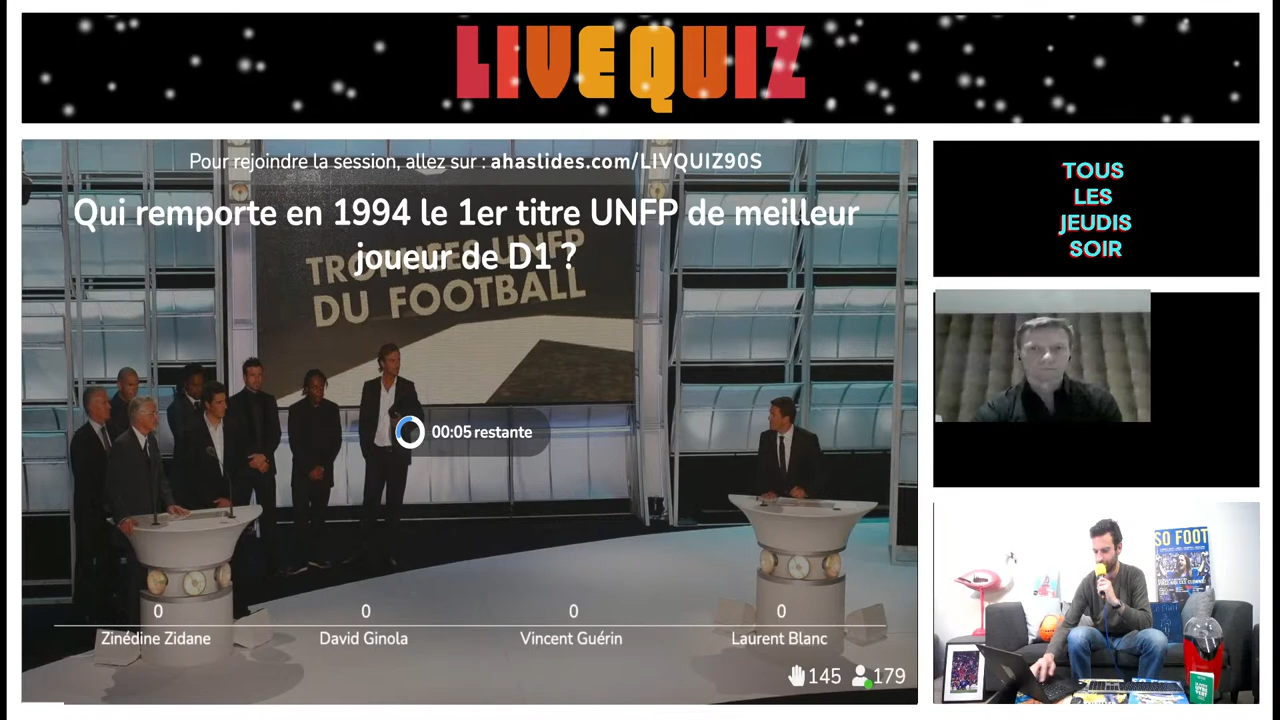 LIVE QUIZ
Pour rejoindre la session, allez sur : ahaslides.com/LIVQUIZ90S
Qui remporte en 1994 le 1er titre UNFP de meilleur
joueur de D1 ?
TROPHEES UNFP
DU FOOTBALL
00:05 restante
0
0
0
0
Zinédine Zidane
David Ginola
Vincent Guérin
Laurent Blanc
145
179
TOUS
LES
JEUDIS
SOIR
SO FOOT